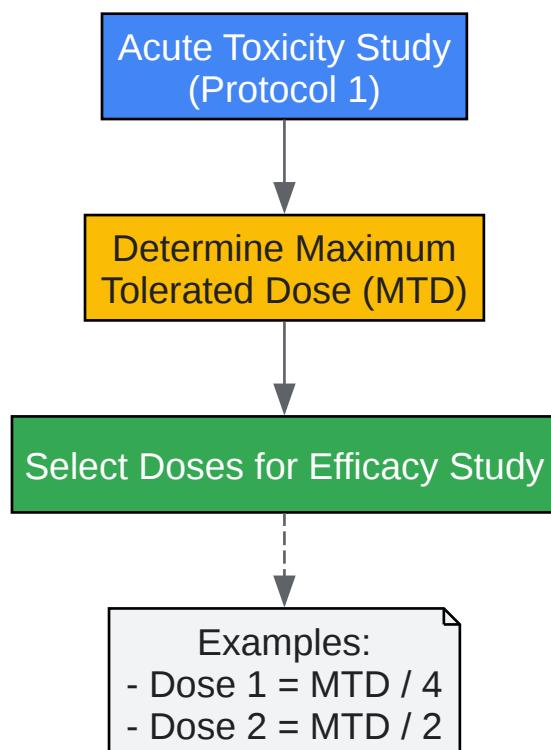 Acute Toxicity Study
(Protocol 1)
Determine Maximum
Tolerated Dose (MTD)
Select Doses for Efficacy Study
Examples:
- Dose 1 = MTD / 4
- Dose 2 = MTD / 2